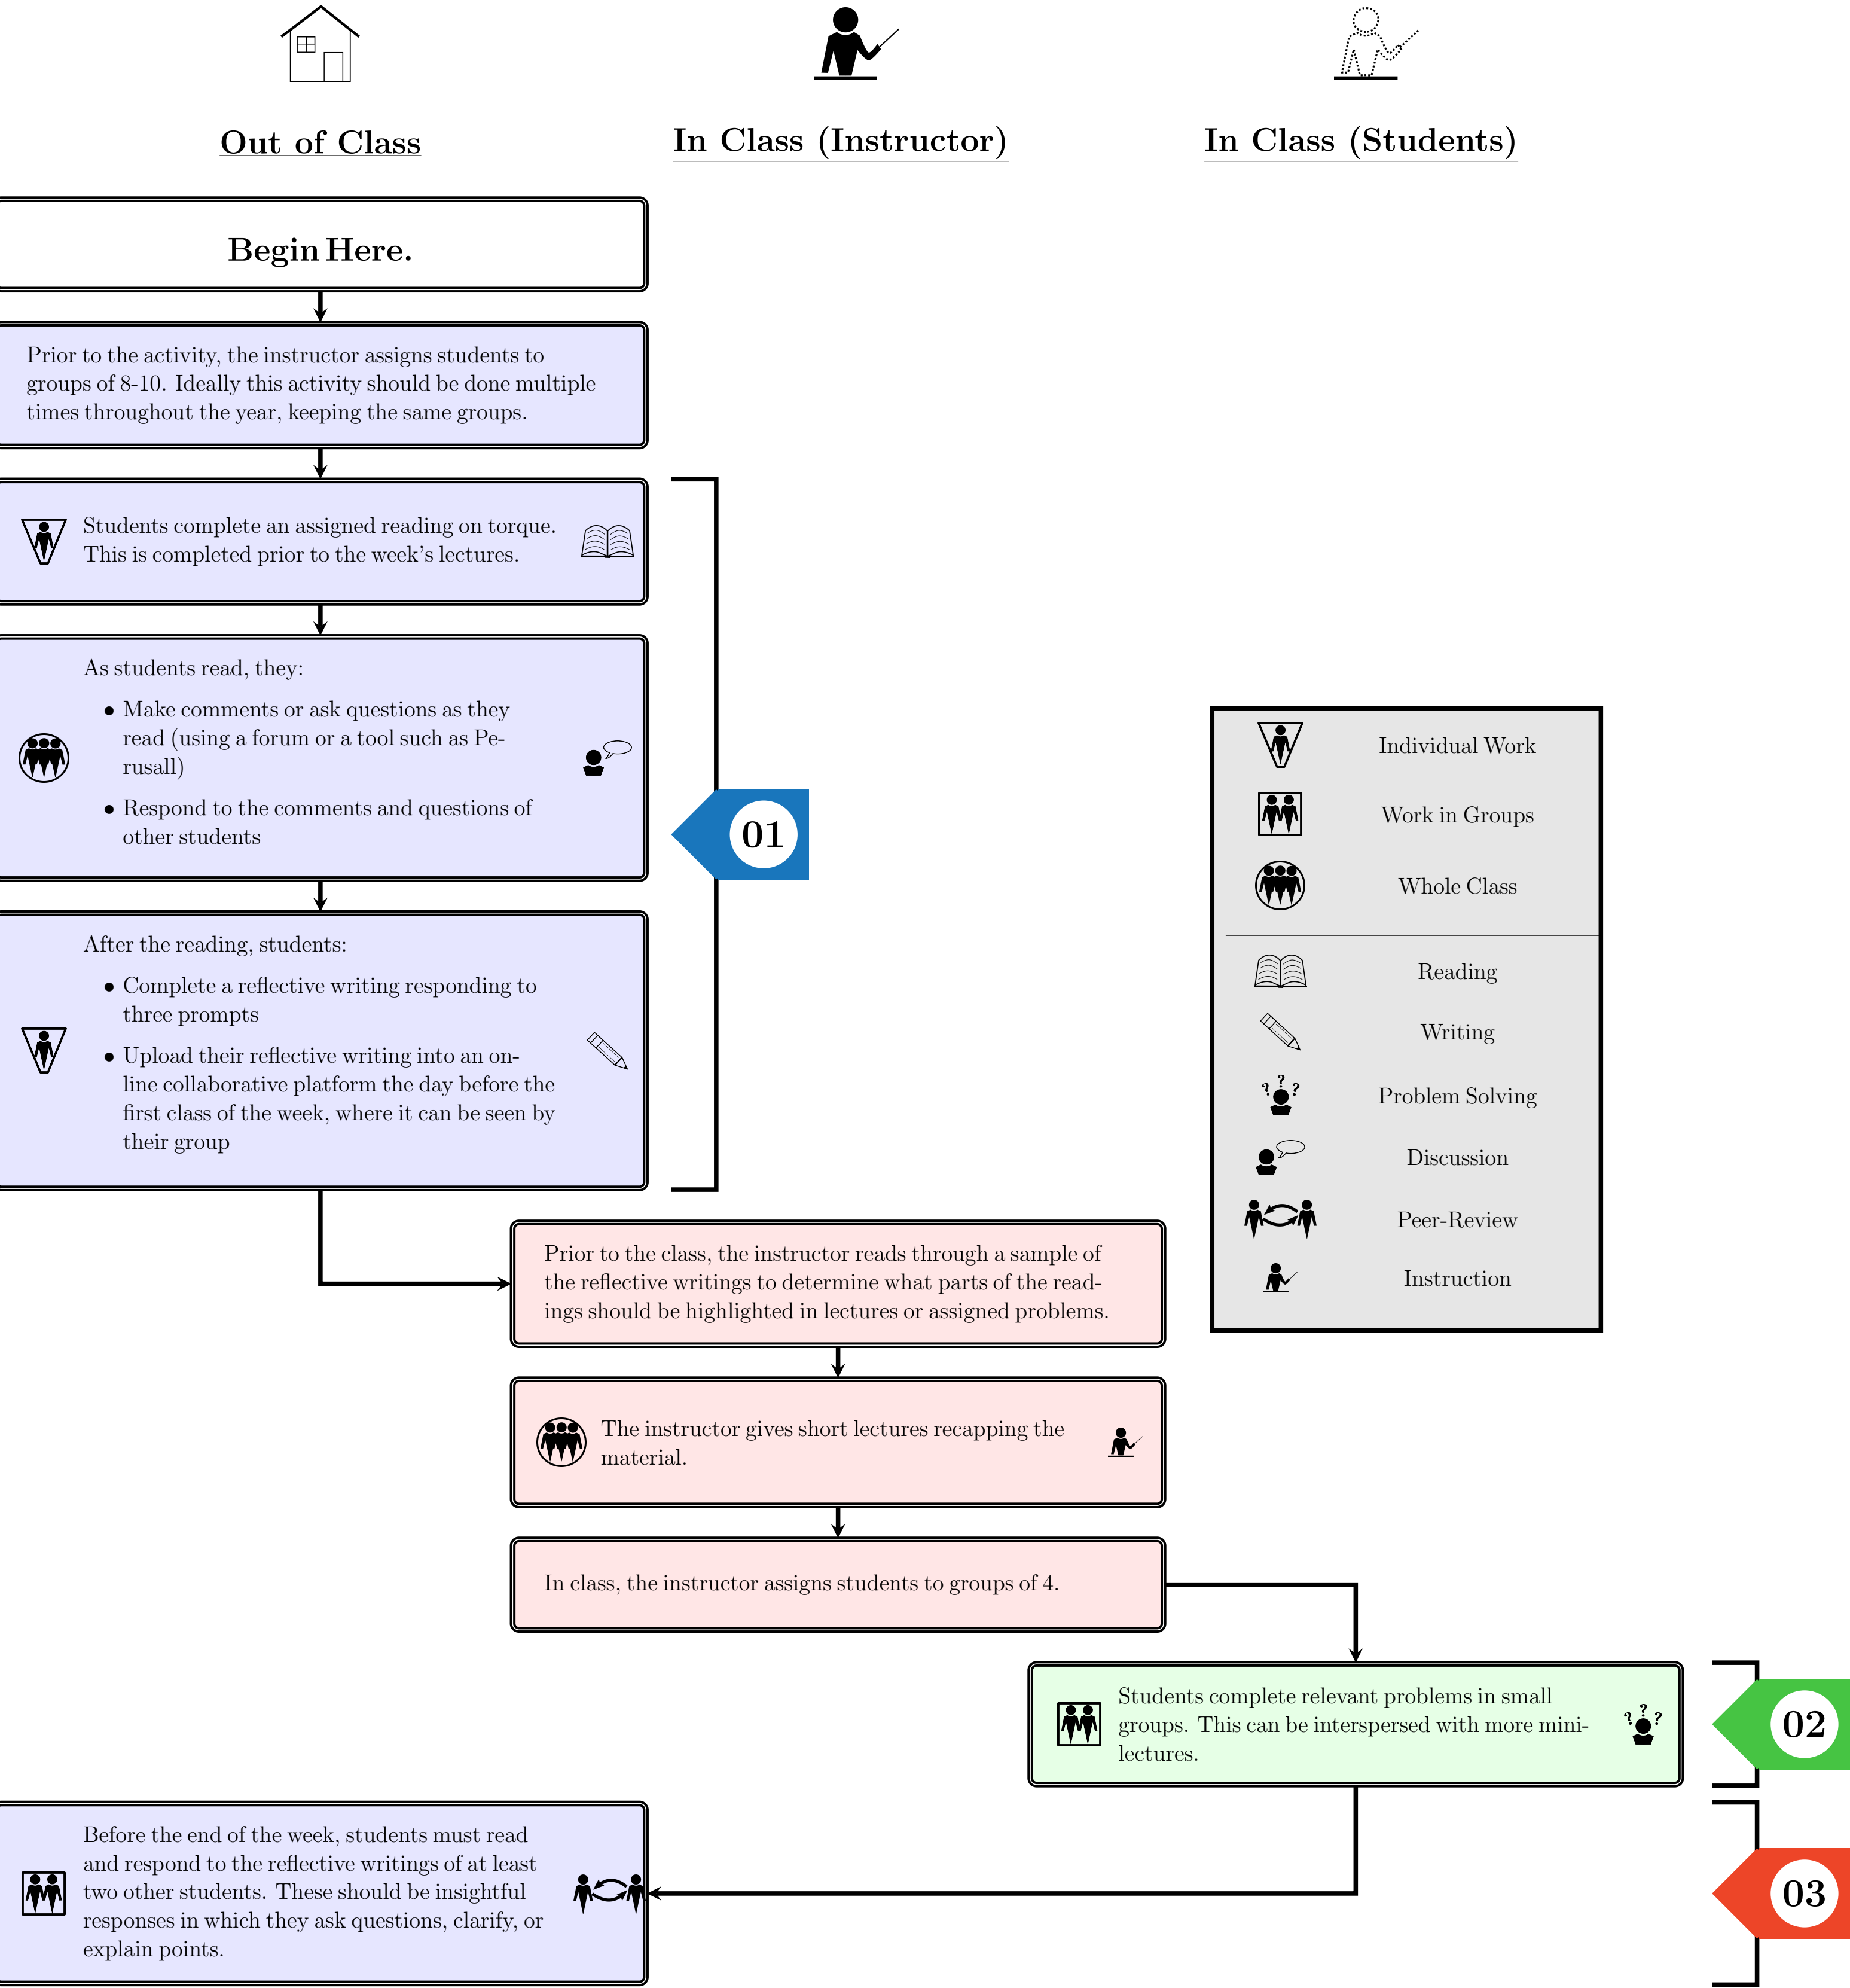 Out of Class
In Class (Instructor)
In Class (Students)
Begin Here.
Prior to the activity, the instructor assigns students to
groups of 8-10. Ideally this activity should be done multiple
times throughout the year, keeping the same groups.
Students complete an assigned reading on torque.
This is completed prior to the week's lectures.
As students read, they:
• Make comments or ask questions as they
read (using a forum or a tool such as Pe-
rusall)
• Respond to the comments and questions of
other students
01
After the reading, students:
• Complete a reflective writing responding to
three prompts
• Upload their reflective writing into an on-
line collaborative platform the day before the
first class of the week, where it can be seen by
their group
Individual Work
Work in Groups
Whole Class
Reading
Writing
? ? ?
Problem Solving
Discussion
Peer-Review
Instruction
Prior to the class, the instructor reads through a sample of
the reflective writings to determine what parts of the read-
ings should be highlighted in lectures or assigned problems.
The instructor gives short lectures recapping the
material.
In class, the instructor assigns students to groups of 4.
Students complete relevant problems in small
groups. This can be interspersed with more mini-
lectures.
? ? ?
02
Before the end of the week, students must read
and respond to the reflective writings of at least
two other students. These should be insightful
responses in which they ask questions, clarify, or
explain points.
03